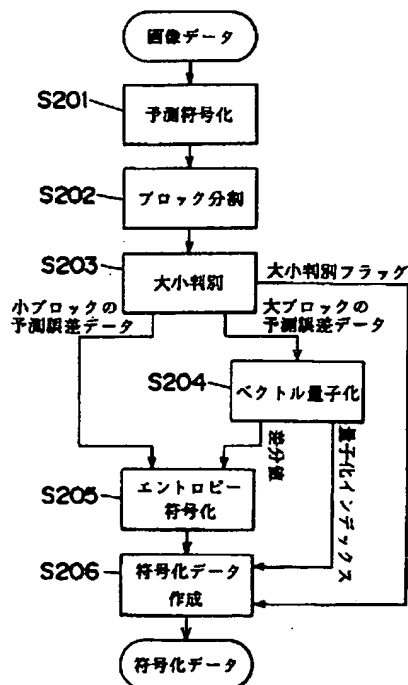 画像データ
S201
予測符号化
S202
ブロック分割
S203
大小判別
大小判別フラッグ
小ブロックの
予測誤差データ
大ブロックの
予測誤差データ
S204
ベクトル量子化
差分値
量子化インデックス
S205
エントロピー
符号化
S206
符号化データ
作成
符号化データ